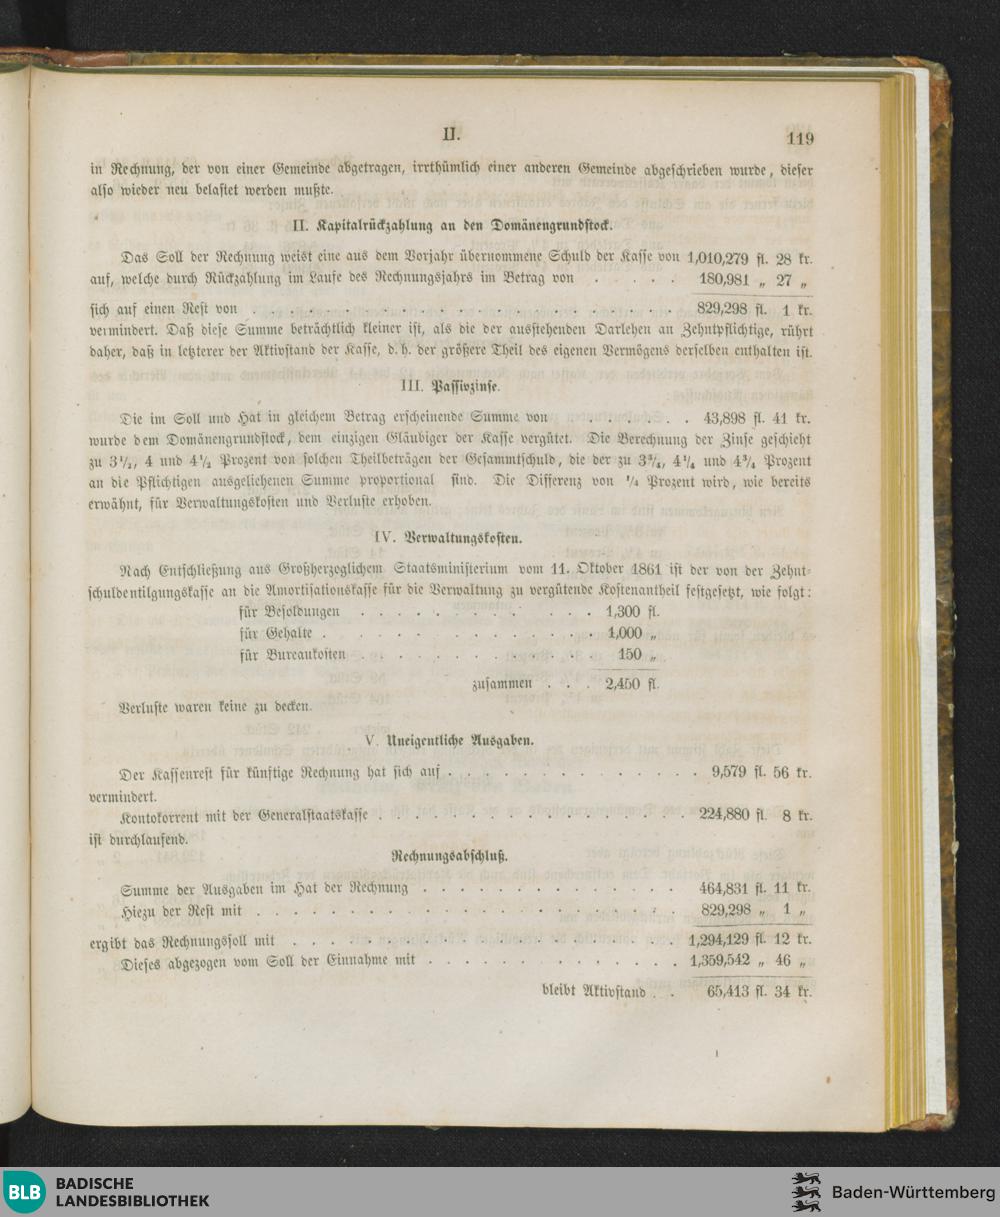 II.
119
in Rechnung, der von einer Gemeinde abgetragen, irrthümlich einer anderen Gemeinde abgeschrieben wurde, dieser
also wieder neu belastet werden mußte.
II. Kapitalrückzahlung an den Domänengrundstock.
Das Soll der Rechnung weist eine aus dem Vorjahr übernommene Schuld der Kasse von 1,010,279 fl. 28 kr.
auf, welche durch Rückzahlung im Laufe des Rechnungsjahrs im Betrag von . . . . . 180,981 „ 27 „
sich auf einen Rest von . . . . . . . . . . . . . . . . . . 829,298 fl. 1 kr.
vermindert. Daß diese Summe beträchtlich kleiner ist, als die der ausstehenden Darlehen an Zehntpflichtige, rührt
daher, daß in letzterer der Aktivstand der Kasse, d. h. der größere Theil des eigenen Vermögens derselben enthalten ist.
III. Passivzinse.
Die im Soll und Hat in gleichem Betrag erscheinende Summe von . . . . . . 43,898 fl. 41 kr.
wurde dem Domänengrundstock, dem einzigen Gläubiger der Kasse vergütet. Die Berechnung der Zinse geschieht
zu 3½, 4 und 4½ Prozent von solchen Theilbeträgen der Gesammtschuld, die der zu 3¾, 4¼ und 4¾ Prozent
an die Pflichtigen ausgeliehenen Summe proportional sind. Die Differenz von ¼ Prozent wird, wie bereits
erwähnt, für Verwaltungskosten und Verluste erhoben.
IV. Verwaltungskosten.
Nach Entschließung aus Großherzoglichem Staatsministerium vom 11. Oktober 1861 ist der von der Zehnt-
schuldentilgungskasse an die Amortisationskasse für die Verwaltung zu vergütende Kostenantheil festgesetzt, wie folgt:
für Besoldungen . . . . . . . . . . 1,300 fl.
für Gehalte . . . . . . . . . . . 1,000 „
für Bureaukosten . . . . . . . . . . 150 „
zusammen . . . 2,450 fl.
Verluste waren keine zu decken.
V. Uneigentliche Ausgaben.
Der Kassenrest für künftige Rechnung hat sich auf . . . . . . . . . . . 9,579 fl. 56 kr.
vermindert.
Kontokorrent mit der Generalstaatskasse . . . . . . . . . . . . . . 224,880 fl. 8 kr.
ist durchlaufend.
Rechnungsabschluß.
Summe der Ausgaben im Hat der Rechnung . . . . . . . . . . . . 464,831 fl. 11 kr.
Hiezu der Rest mit . . . . . . . . . . . . . . . . . . . 829,298 „ 1 „
ergibt das Rechnungssoll mit . . . . . . . . . . . . . . . . . 1,294,129 fl. 12 kr.
Dieses abgezogen vom Soll der Einnahme mit . . . . . . . . . . . . 1,359,542 „ 46 „
bleibt Aktivstand . . 65,413 fl. 34 kr.
BLB
BADISCHE
LANDESBIBLIOTHEK
Baden-Württemberg